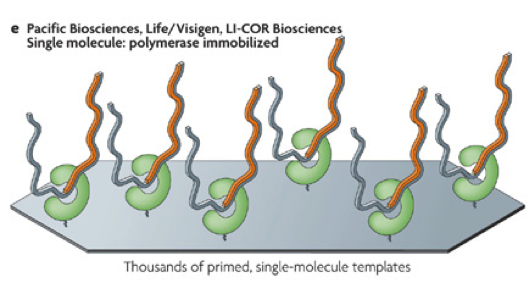 e Pacific Biosciences, Life/Visigen, LI-COR Biosciences
Single molecule: polymerase immobilized
Thousands of primed, single-molecule templates